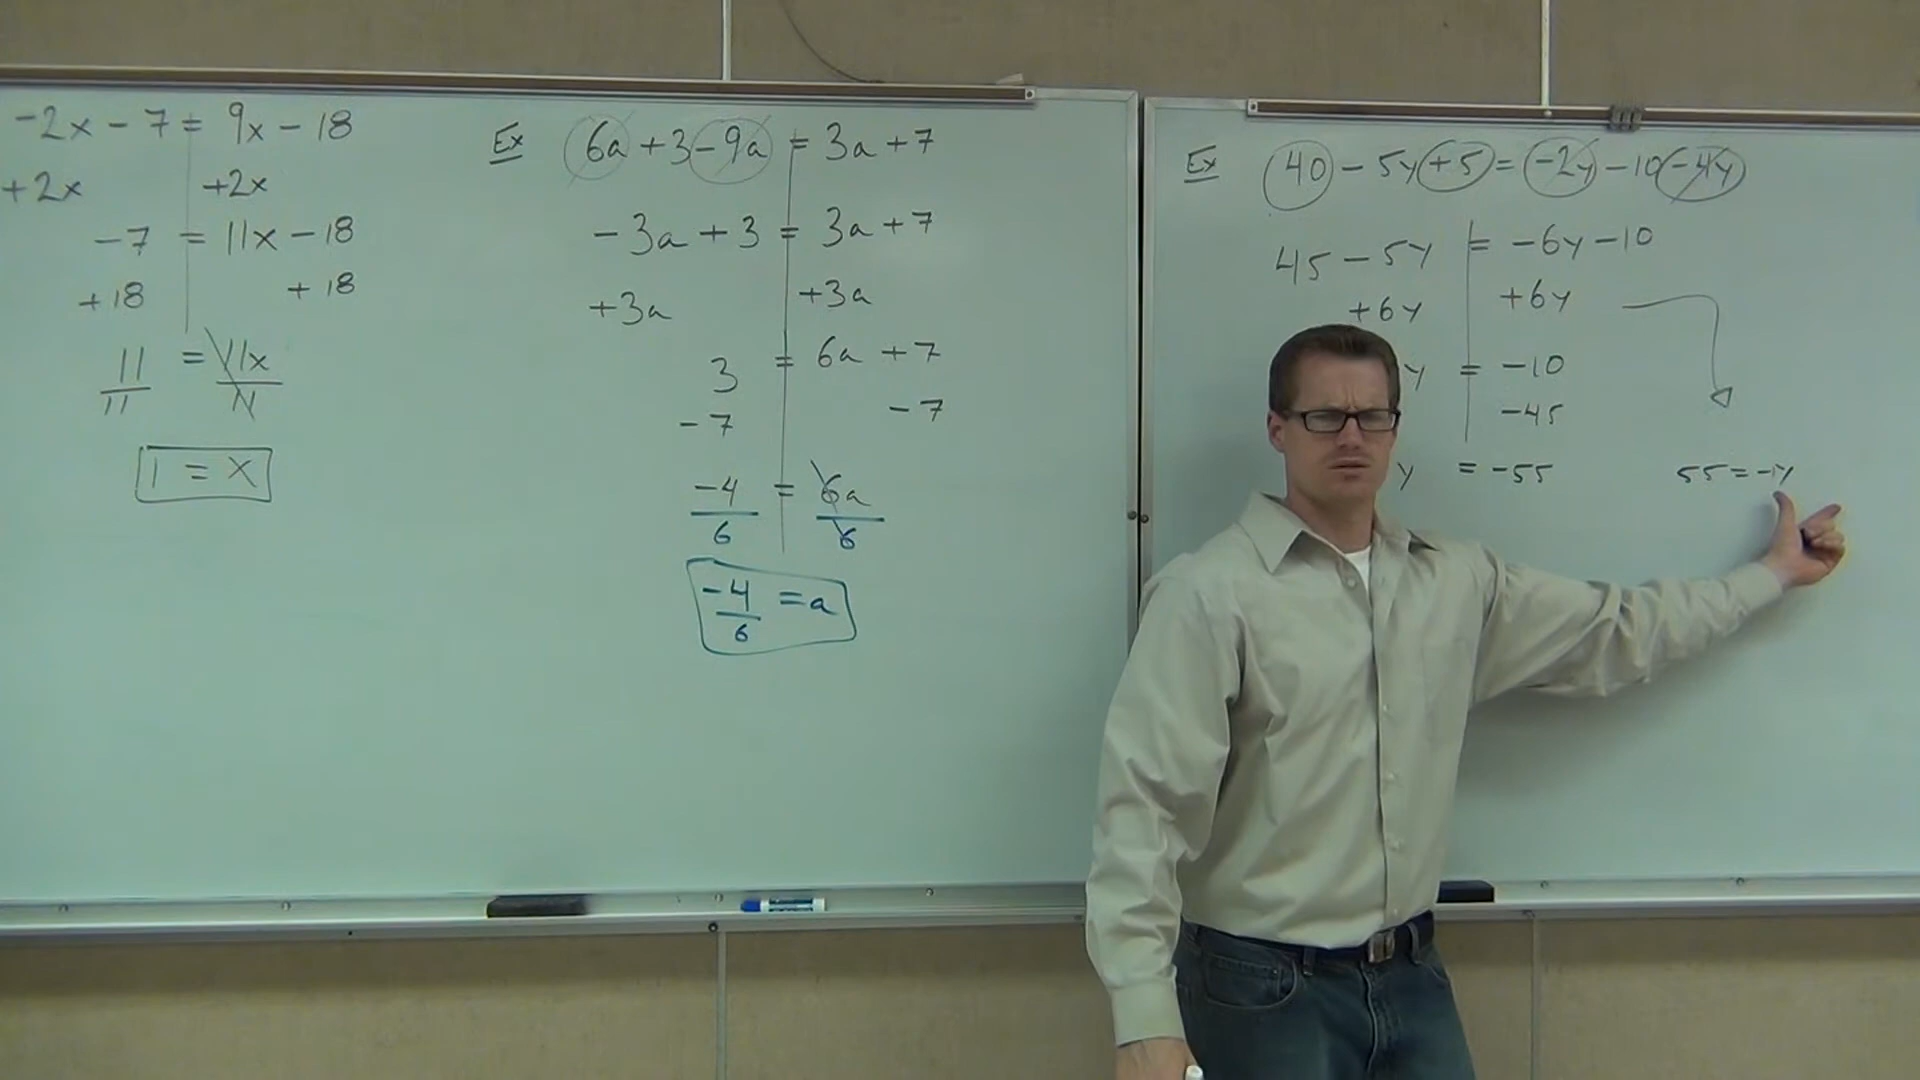 -2x - 7 = 9x - 18
+2x +2x
-7 = 11x - 18
+18 +18
11 = 11x
11 11
1 = x
Ex 6a + 3 - 9a = 3a + 7
-3a + 3 = 3a + 7
+3a +3a
3 = 6a + 7
-7 -7
-4 = 6a
6 6
-4 = a
6
Ex 40 - 5y + 5 = -2y - 10 - 4y
45 - 5y = -6y - 10
+6y +6y
y = -10
-45
y = -55
55 = -1y